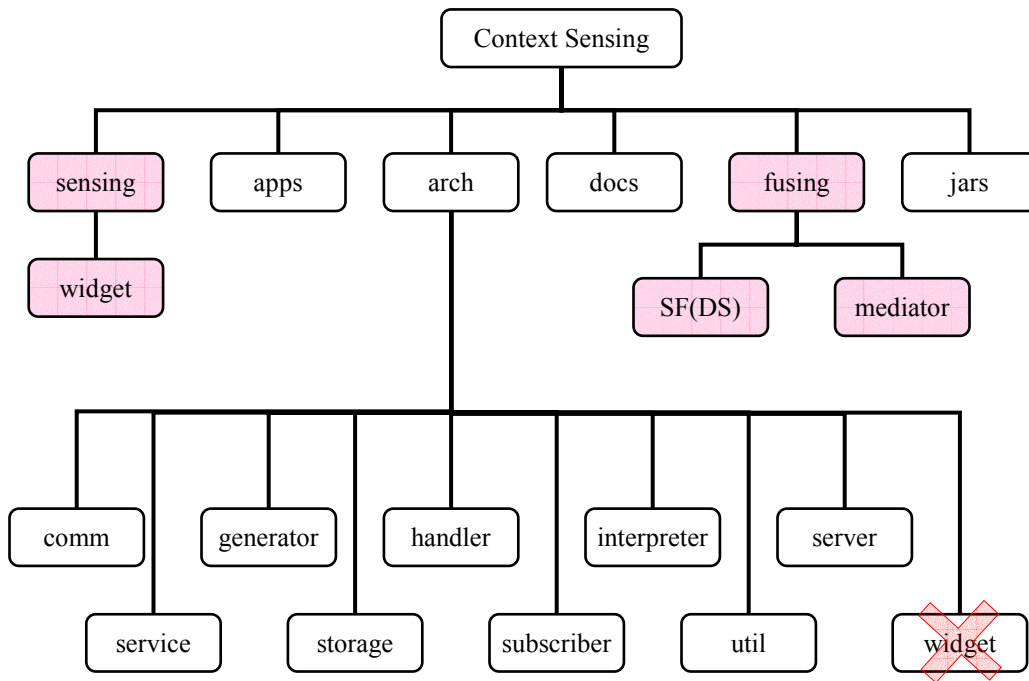 Context Sensing
sensing
apps
arch
docs
fusing
jars
widget
SF(DS)
mediator
comm
generator
handler
interpreter
server
service
storage
subscriber
util
widget